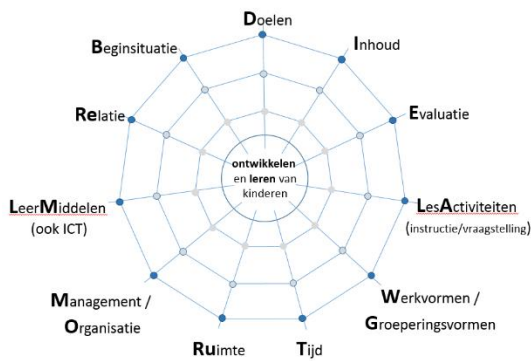 Doelen
Inhoud
Evaluatie
LesActiviteiten
(instructie/vraagstelling)
Werkvormen /
Groeperingsvormen
Tijd
Ruimte
Management /
Organisatie
LeerMiddelen
(ook ICT)
Relatie
Beginsituatie
ontwikkelen
en leren van
kinderen